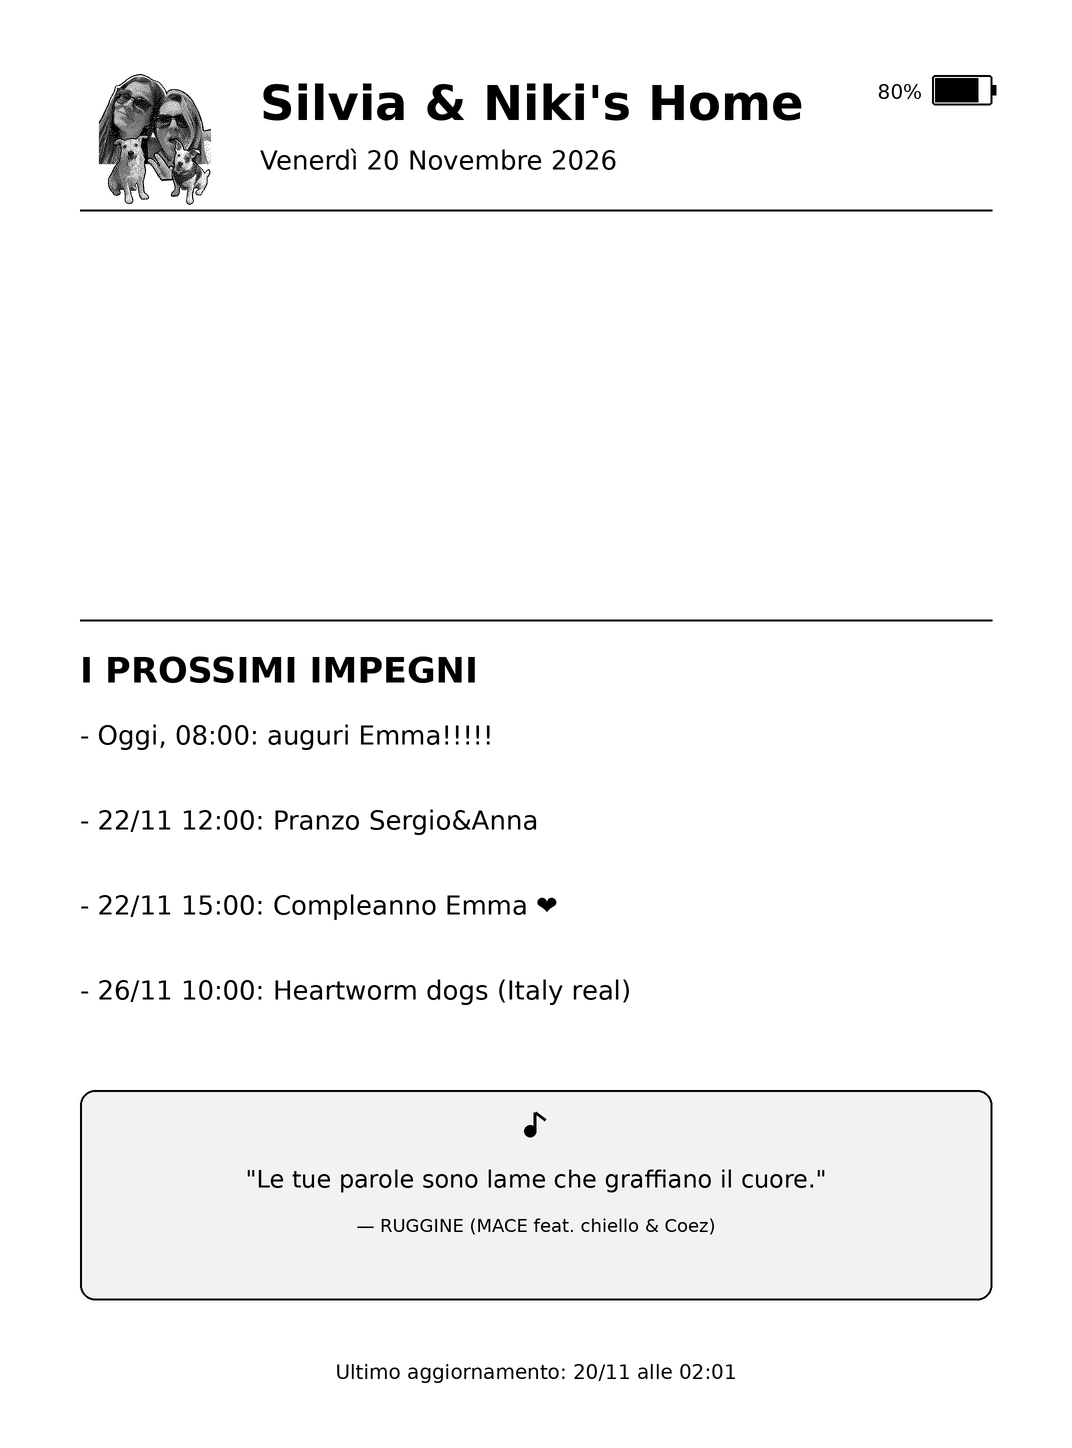 Silvia & Niki's Home
80%
Venerdì 20 Novembre 2026
I PROSSIMI IMPEGNI
- Oggi, 08:00: auguri Emma!!!!!
- 22/11 12:00: Pranzo Sergio&Anna
- 22/11 15:00: Compleanno Emma ❤
- 26/11 10:00: Heartworm dogs (Italy real)
"Le tue parole sono lame che graffiano il cuore."
— RUGGINE (MACE feat. chiello & Coez)
Ultimo aggiornamento: 20/11 alle 02:01